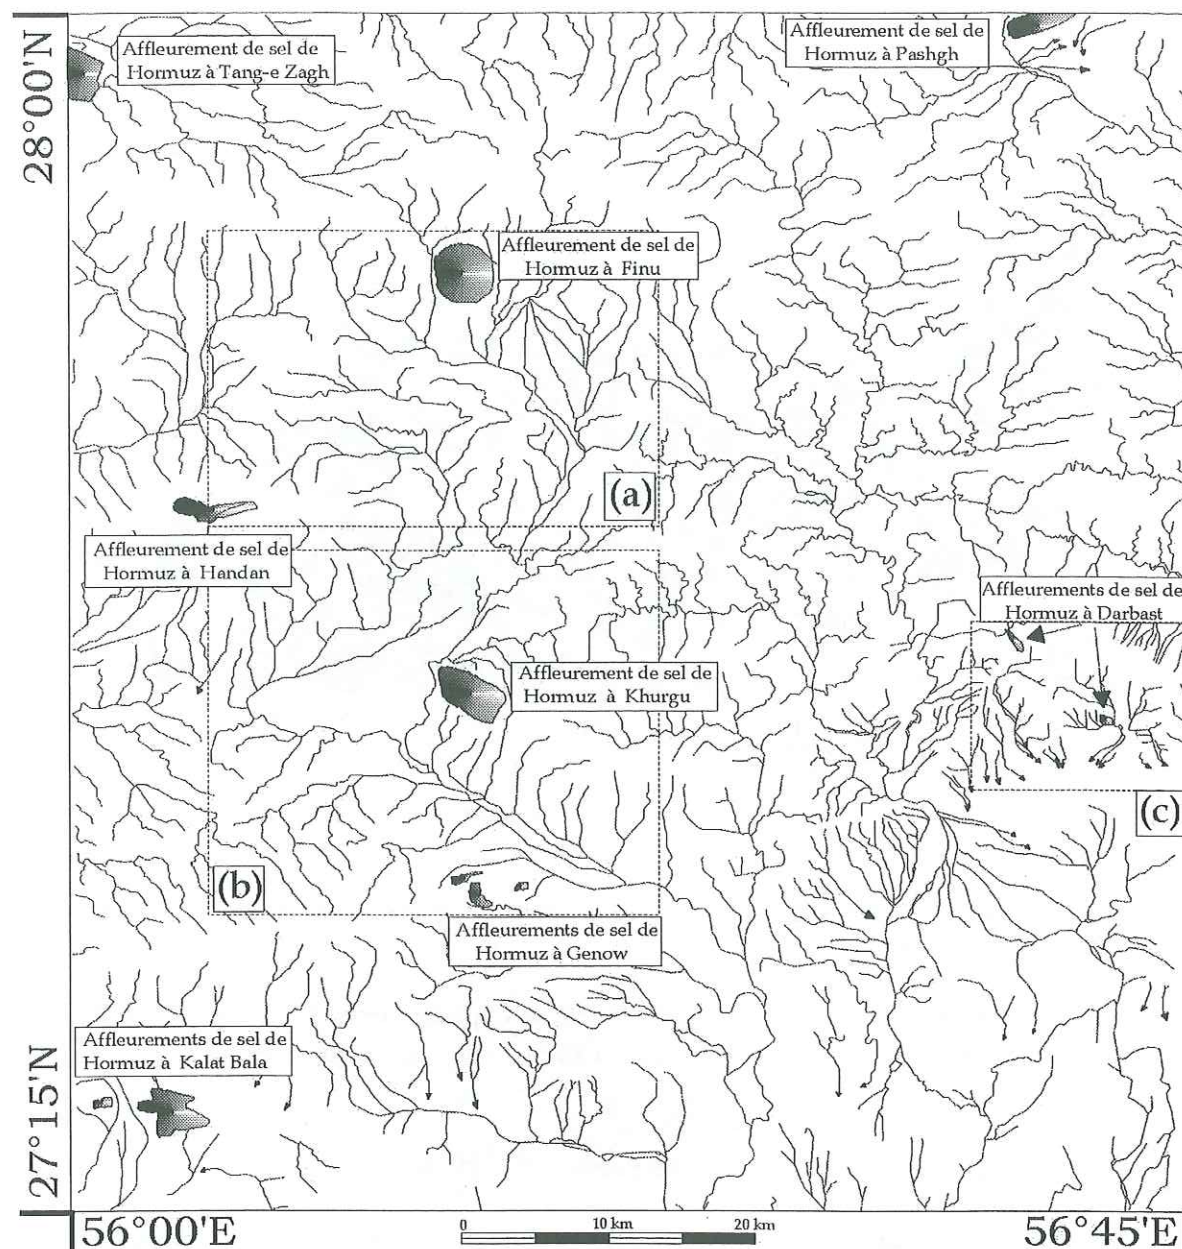 Affleurement de sel de
Hormuz à Tang-e Zagh
Affleurement de sel de
Hormuz à Pashgh
28°00'N
Affleurement de sel de
Hormuz à Finu
(a)
Affleurement de sel de
Hormuz à Handan
Affleurements de sel de
Hormuz à Darbast
Affleurement de sel de
Hormuz à Khurgu
(c)
(b)
Affleurements de sel de
Hormuz à Genow
Affleurements de sel de
Hormuz à Kalat Bala
27°15'N
56°00'E
0
10 km
20 km
56°45'E